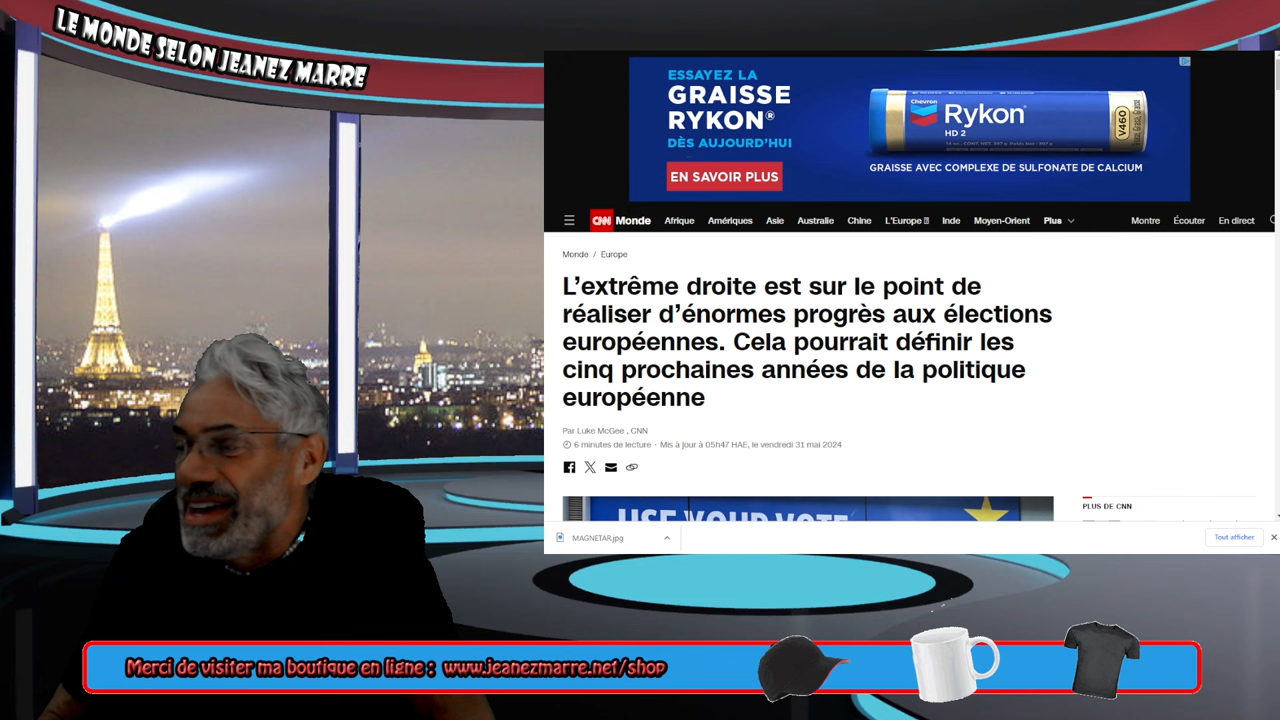 LE MONDE SELON JEANEZ MARRE
ESSAYEZ LA
GRAISSE
RYKON®
DÈS AUJOURD'HUI
EN SAVOIR PLUS
Chevron
Rykon
HD 2
V460
GRAISSE AVEC COMPLEXE DE SULFONATE DE CALCIUM
CNN Monde Afrique Amériques Asie Australie Chine L'Europe Inde Moyen-Orient Plus Montre Écouter En direct
Monde / Europe
L’extrême droite est sur le point de
réaliser d’énormes progrès aux élections
européennes. Cela pourrait définir les
cinq prochaines années de la politique
européenne
Par Luke McGee , CNN
6 minutes de lecture · Mis à jour à 05h47 HAE, le vendredi 31 mai 2024
USE YOUR VOTE
PLUS DE CNN
MAGNETAR.jpg
Tout afficher
Merci de visiter ma boutique en ligne : www.jeanezmarre.net/shop